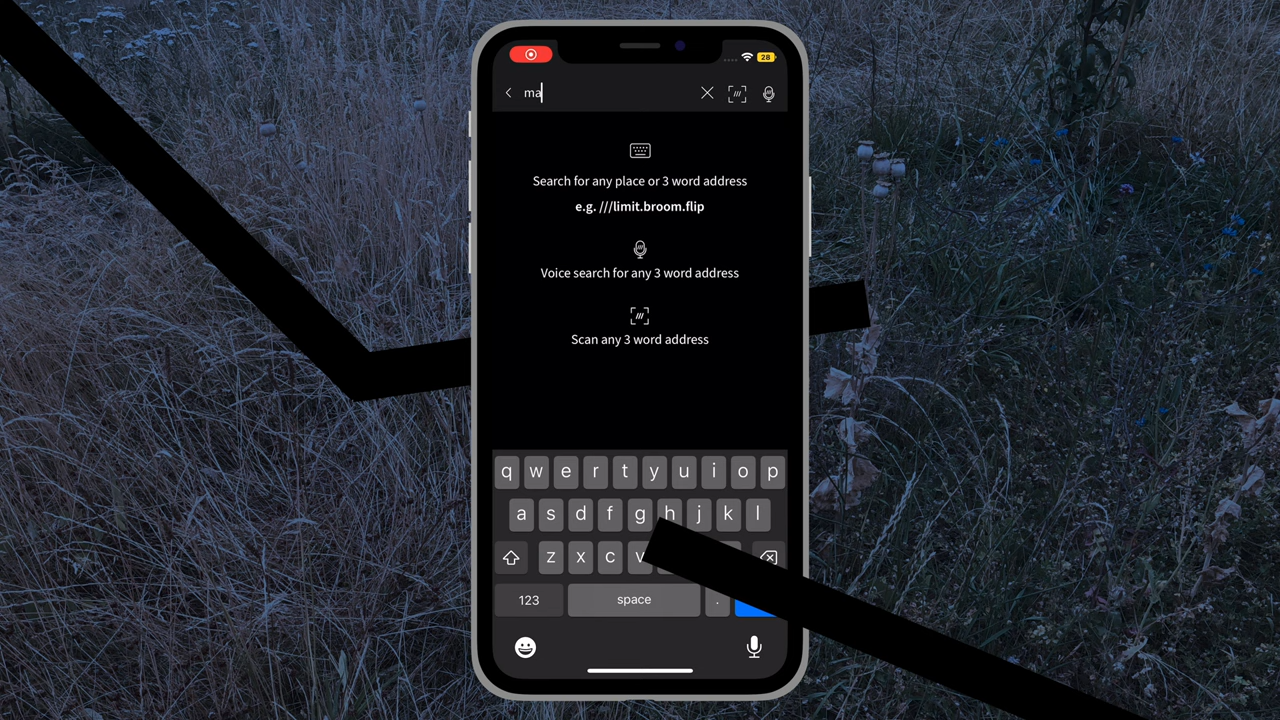 28
ma
Search for any place or 3 word address
e.g. ///limit.broom.flip
Voice search for any 3 word address
Scan any 3 word address
q w e r t y u i o p
a s d f g h j k l
z x c v
123 space .